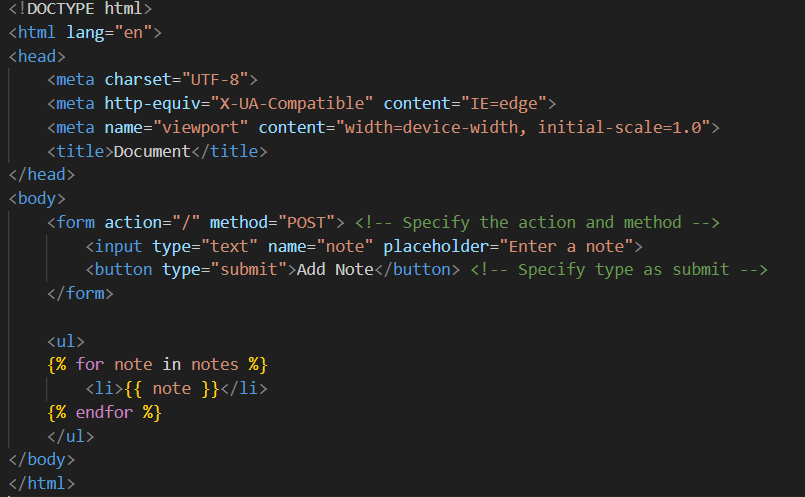 <!DOCTYPE html>
<html lang="en">
<head>
    <meta charset="UTF-8">
    <meta http-equiv="X-UA-Compatible" content="IE=edge">
    <meta name="viewport" content="width=device-width, initial-scale=1.0">
    <title>Document</title>
</head>
<body>
    <form action="/" method="POST"> <!-- Specify the action and method -->
        <input type="text" name="note" placeholder="Enter a note">
        <button type="submit">Add Note</button> <!-- Specify type as submit -->
    </form>

    <ul>
    {% for note in notes %}
        <li>{{ note }}</li>
    {% endfor %}
    </ul>
</body>
</html>